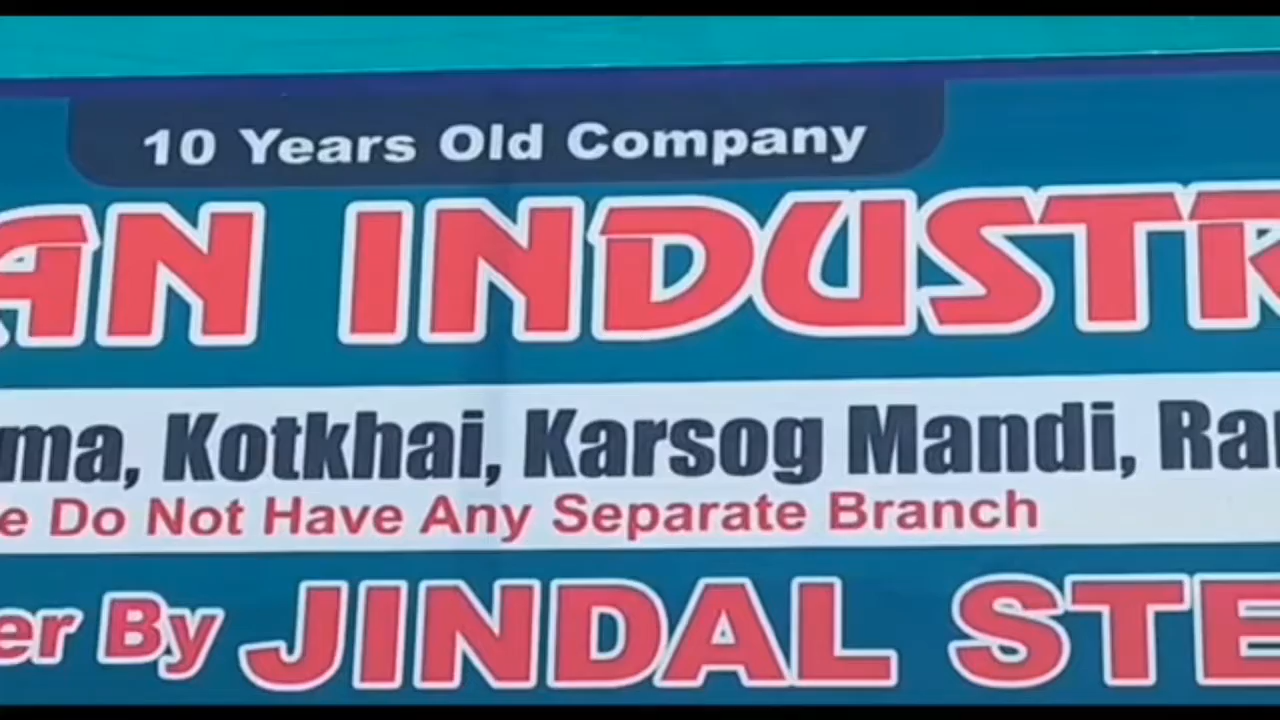 10 Years Old Company
AN INDUSTR
ma, Kotkhai, Karsog Mandi, Ra
e Do Not Have Any Separate Branch
er By JINDAL STE